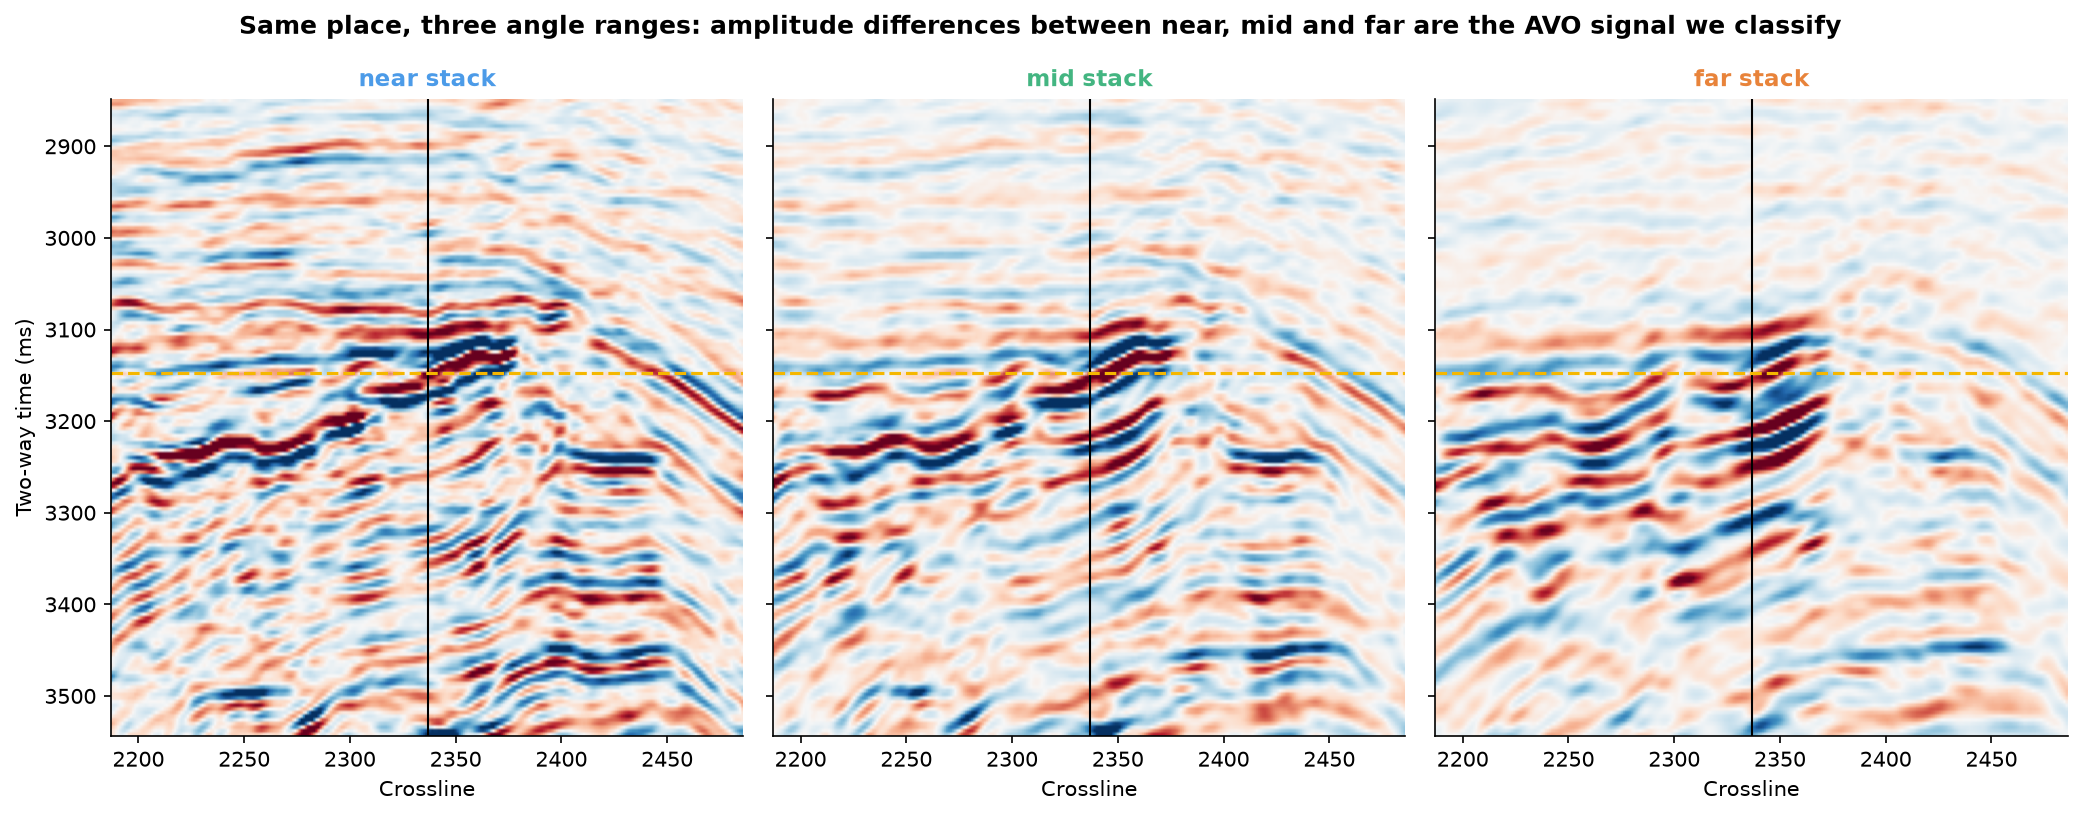 Same place, three angle ranges: amplitude differences between near, mid and far are the AVO signal we classify
near stack
mid stack
far stack
Two-way time (ms)
2900
3000
3100
3200
3300
3400
3500
2200 2250 2300 2350 2400 2450
2200 2250 2300 2350 2400 2450
2200 2250 2300 2350 2400 2450
Crossline
Crossline
Crossline